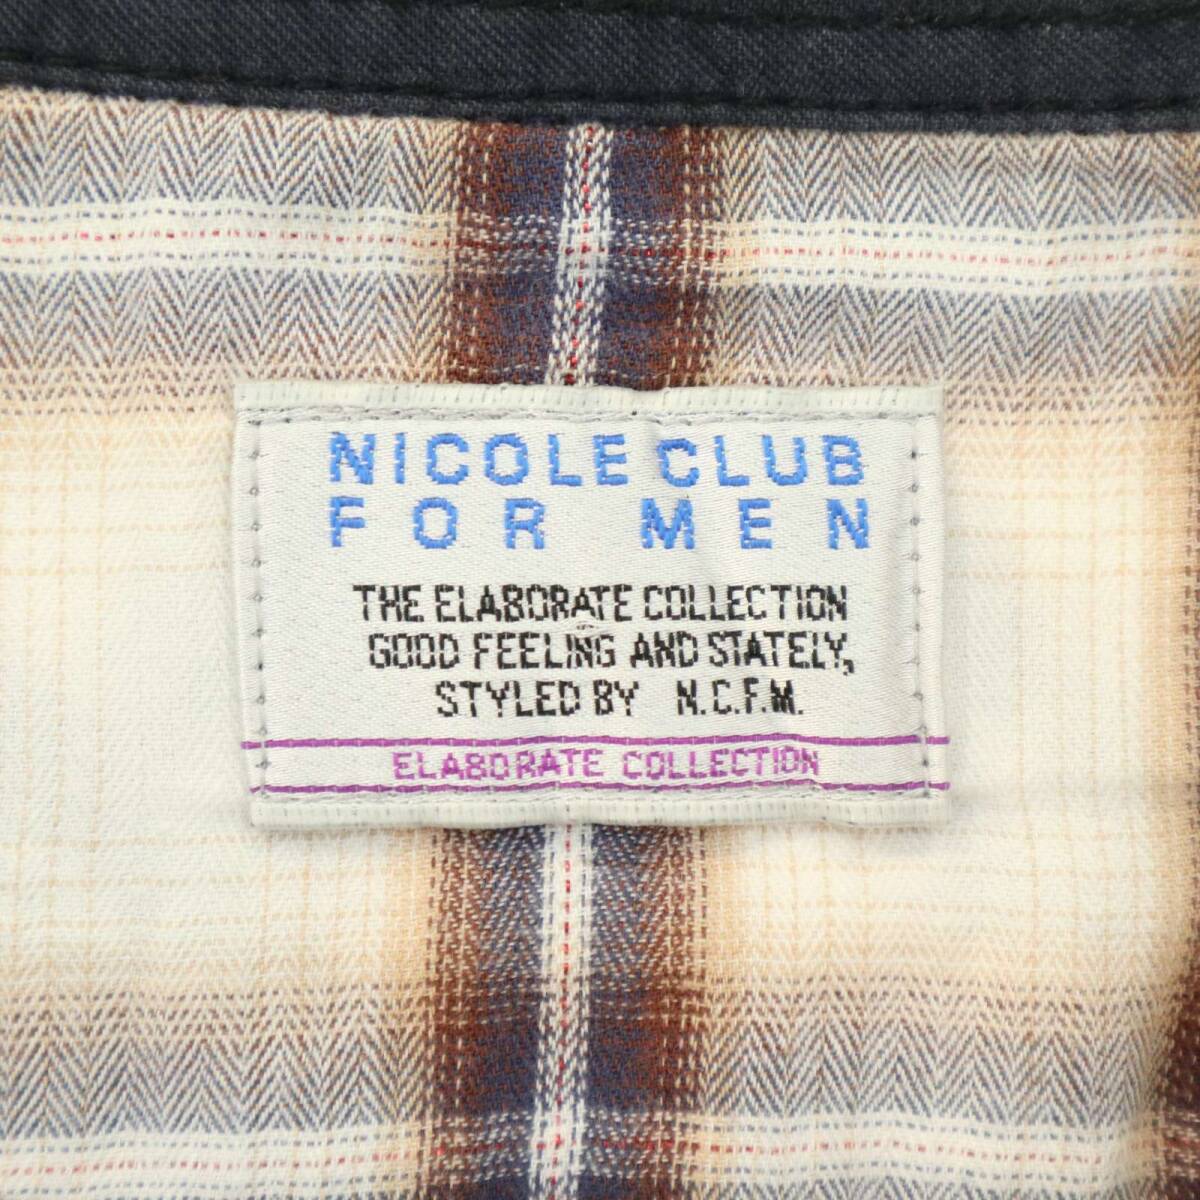 NICOLE CLUB
FOR MEN
THE ELABORATE COLLECTION
GOOD FEELING AND STATELY,
STYLED BY N.C.F.M.
ELABORATE COLLECTION